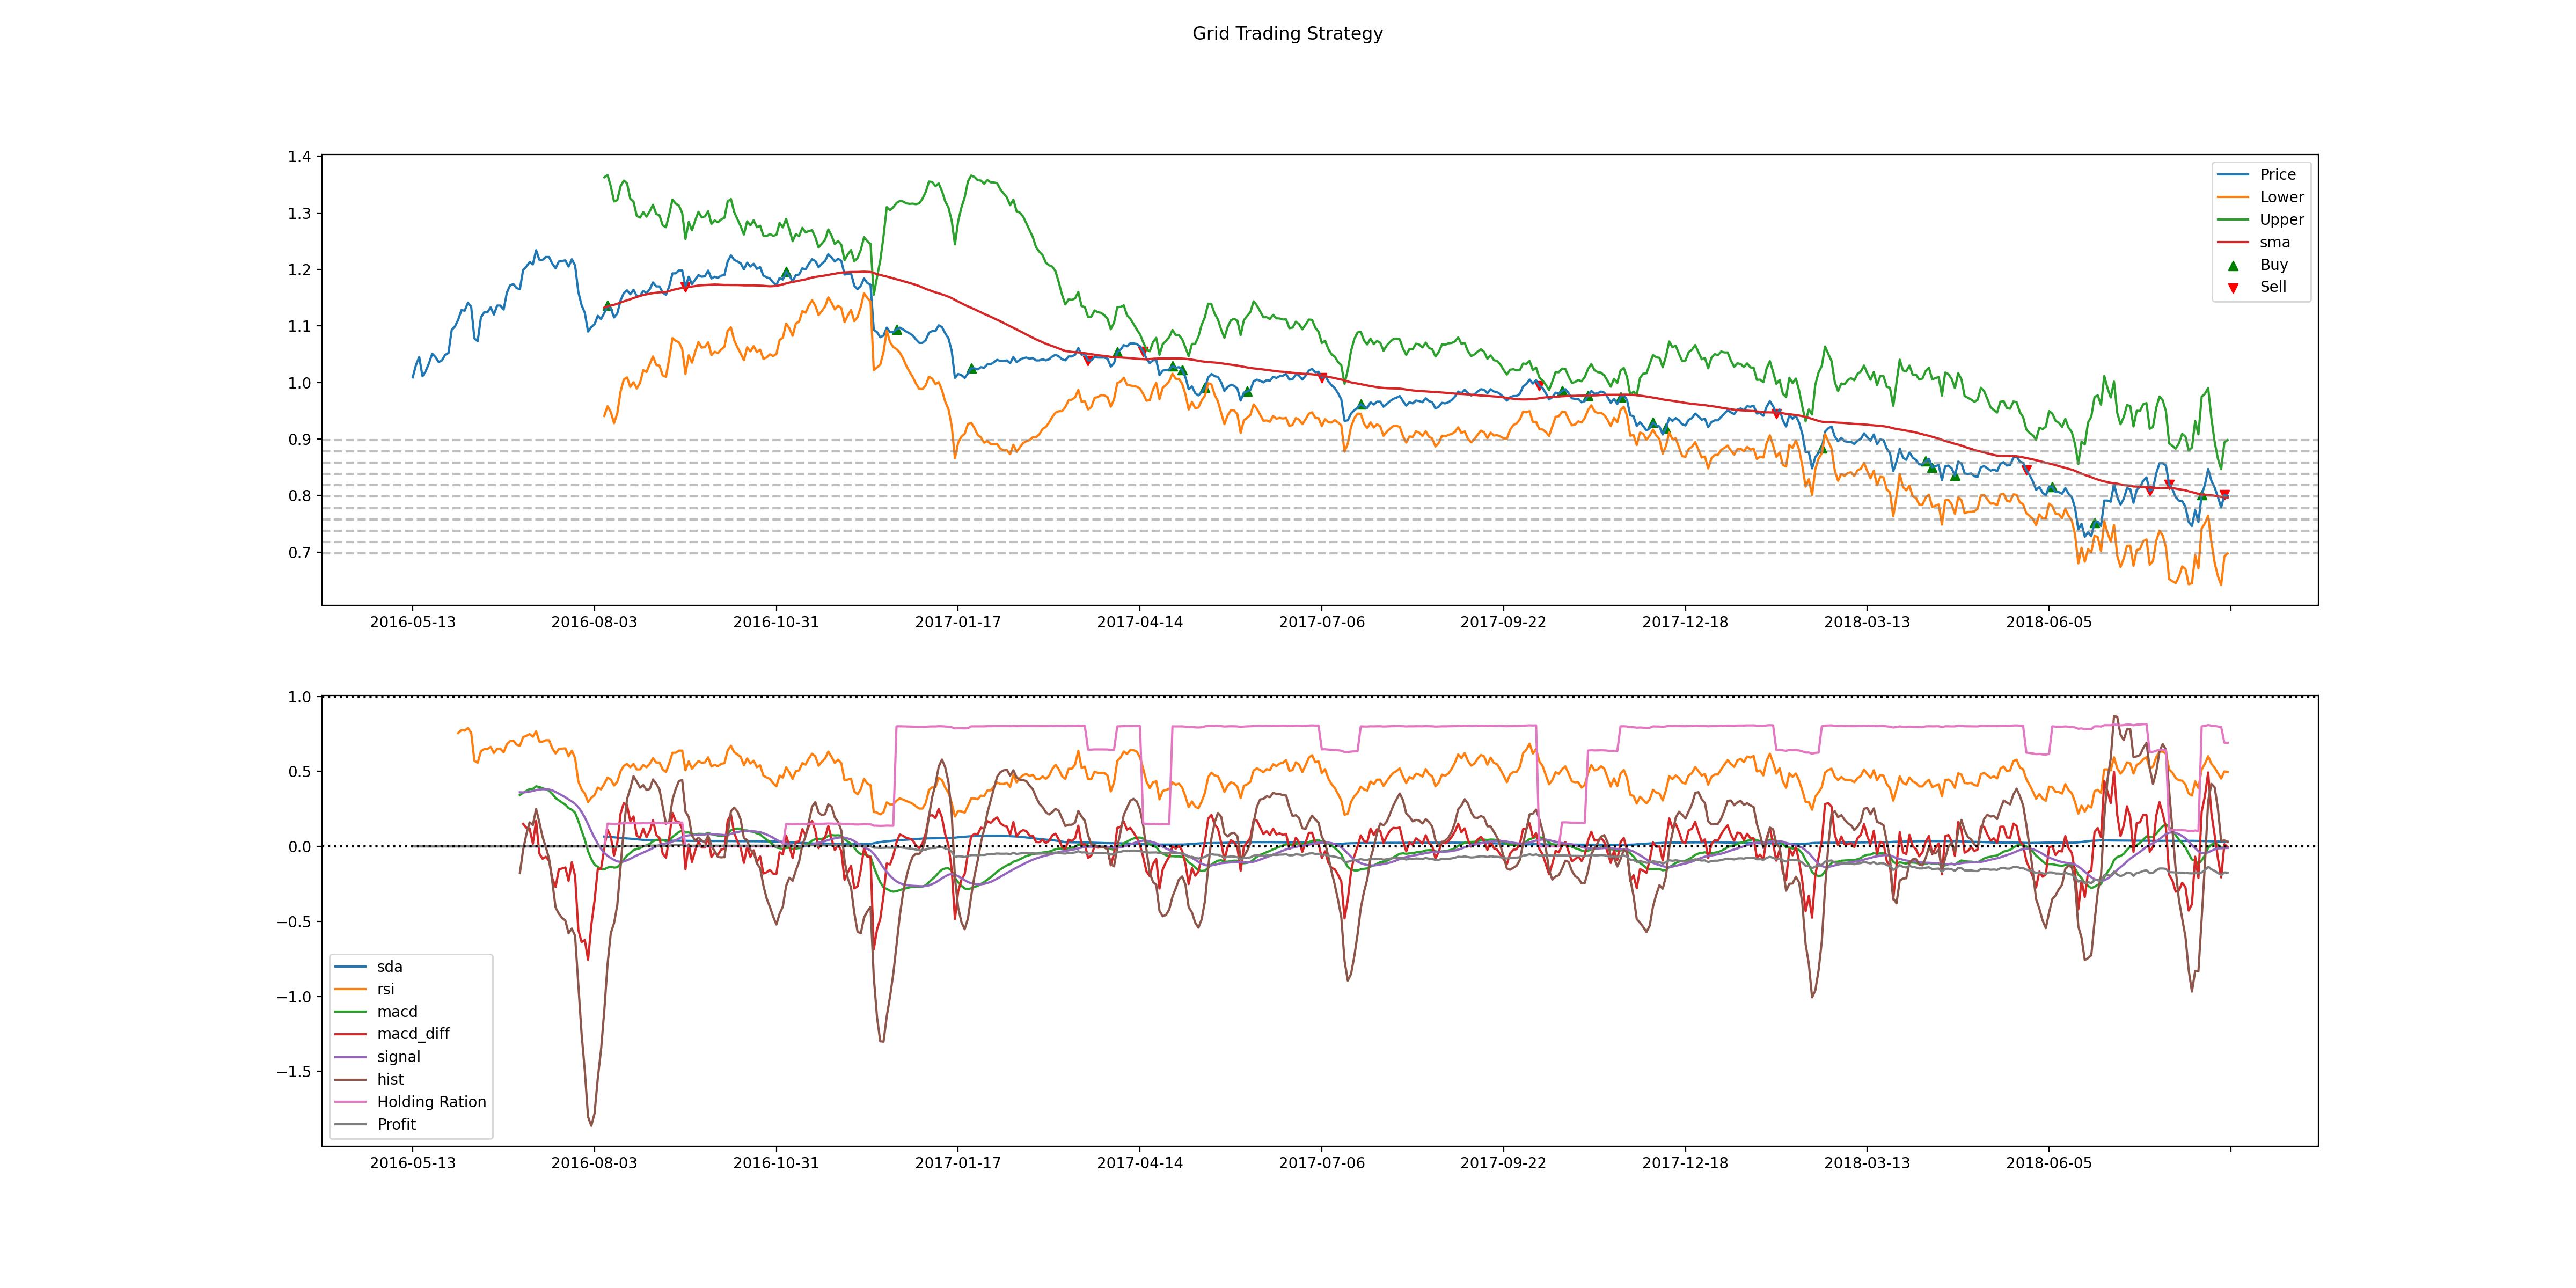 Grid Trading Strategy
1.4
1.3
1.2
1.1
1.0
0.9
0.8
0.7
Price
Lower
Upper
sma
Buy
Sell
2016-05-13 2016-08-03 2016-10-31 2017-01-17 2017-04-14 2017-07-06 2017-09-22 2017-12-18 2018-03-13 2018-06-05
1.0
0.5
0.0
−0.5
−1.0
−1.5
sda
rsi
macd
macd_diff
signal
hist
Holding Ration
Profit
2016-05-13 2016-08-03 2016-10-31 2017-01-17 2017-04-14 2017-07-06 2017-09-22 2017-12-18 2018-03-13 2018-06-05